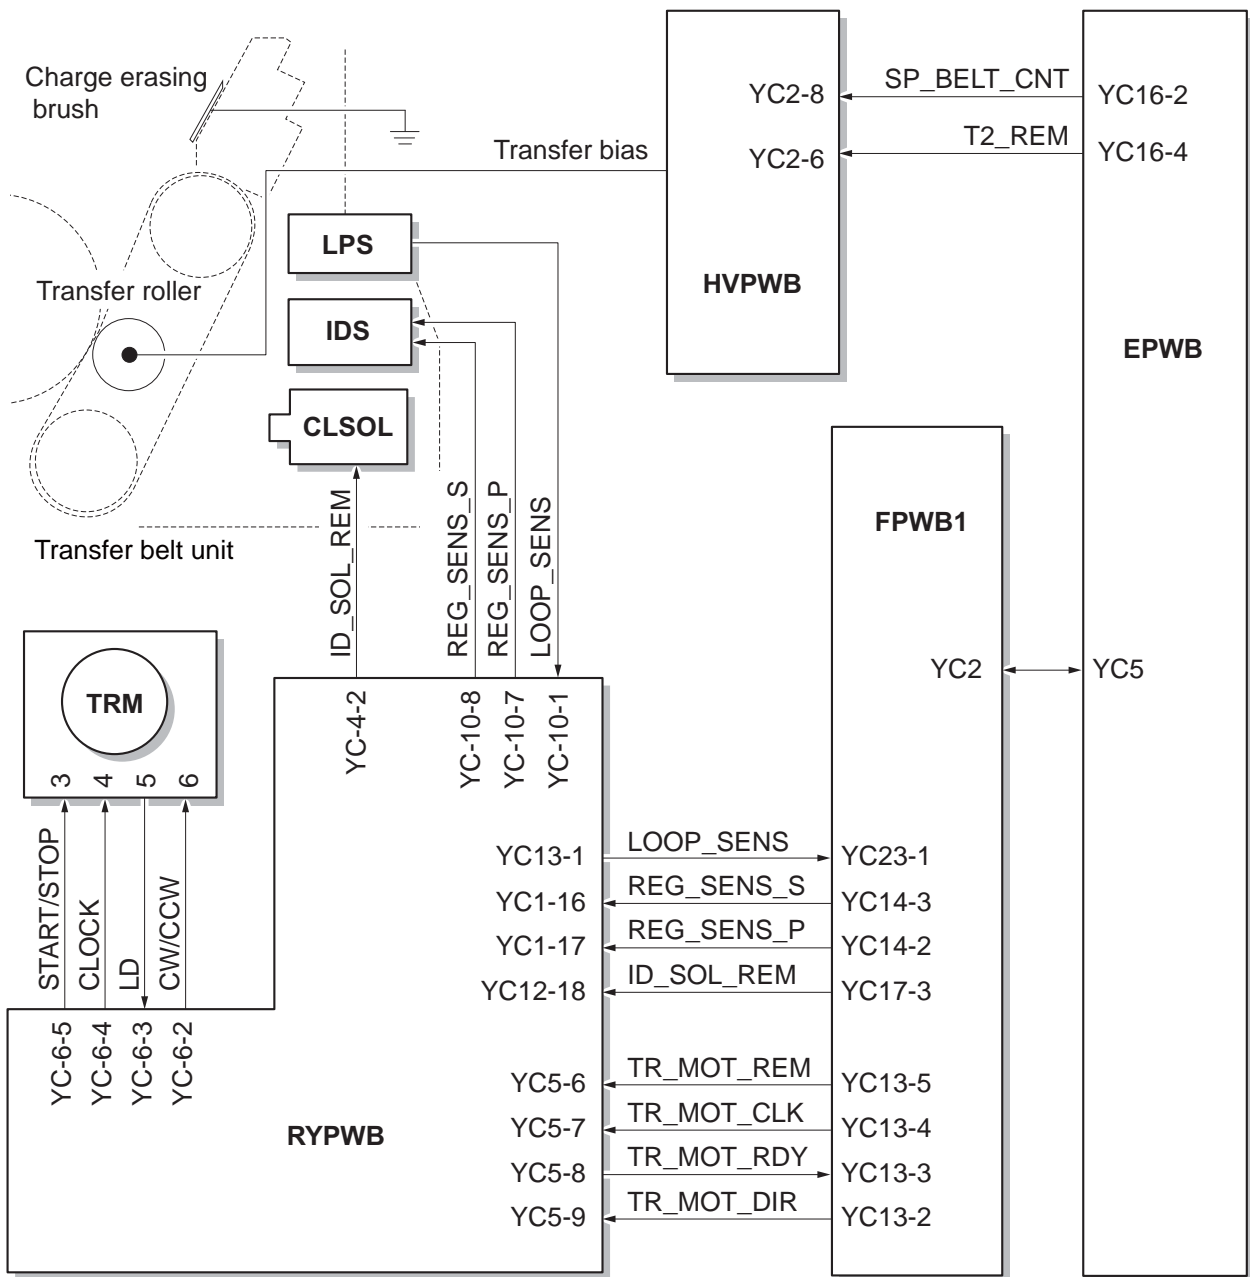 Charge erasing
brush
Transfer bias
SP_BELT_CNT
YC2-8
YC16-2
T2_REM
YC2-6
YC16-4
LPS
HVPWB
Transfer roller
IDS
EPWB
CLSOL
FPWB1
Transfer belt unit
ID_SOL_REM
REG_SENS_S
REG_SENS_P
LOOP_SENS
YC2
YC5
TRM
3
4
5
6
YC-4-2
YC-10-8
YC-10-7
YC-10-1
START/STOP
CLOCK
LD
CW/CCW
YC13-1
LOOP_SENS
YC23-1
YC1-16
REG_SENS_S
YC14-3
YC1-17
REG_SENS_P
YC14-2
YC12-18
ID_SOL_REM
YC17-3
YC-6-5
YC-6-4
YC-6-3
YC-6-2
YC5-6
TR_MOT_REM
YC13-5
RYPWB
YC5-7
TR_MOT_CLK
YC13-4
YC5-8
TR_MOT_RDY
YC13-3
YC5-9
TR_MOT_DIR
YC13-2